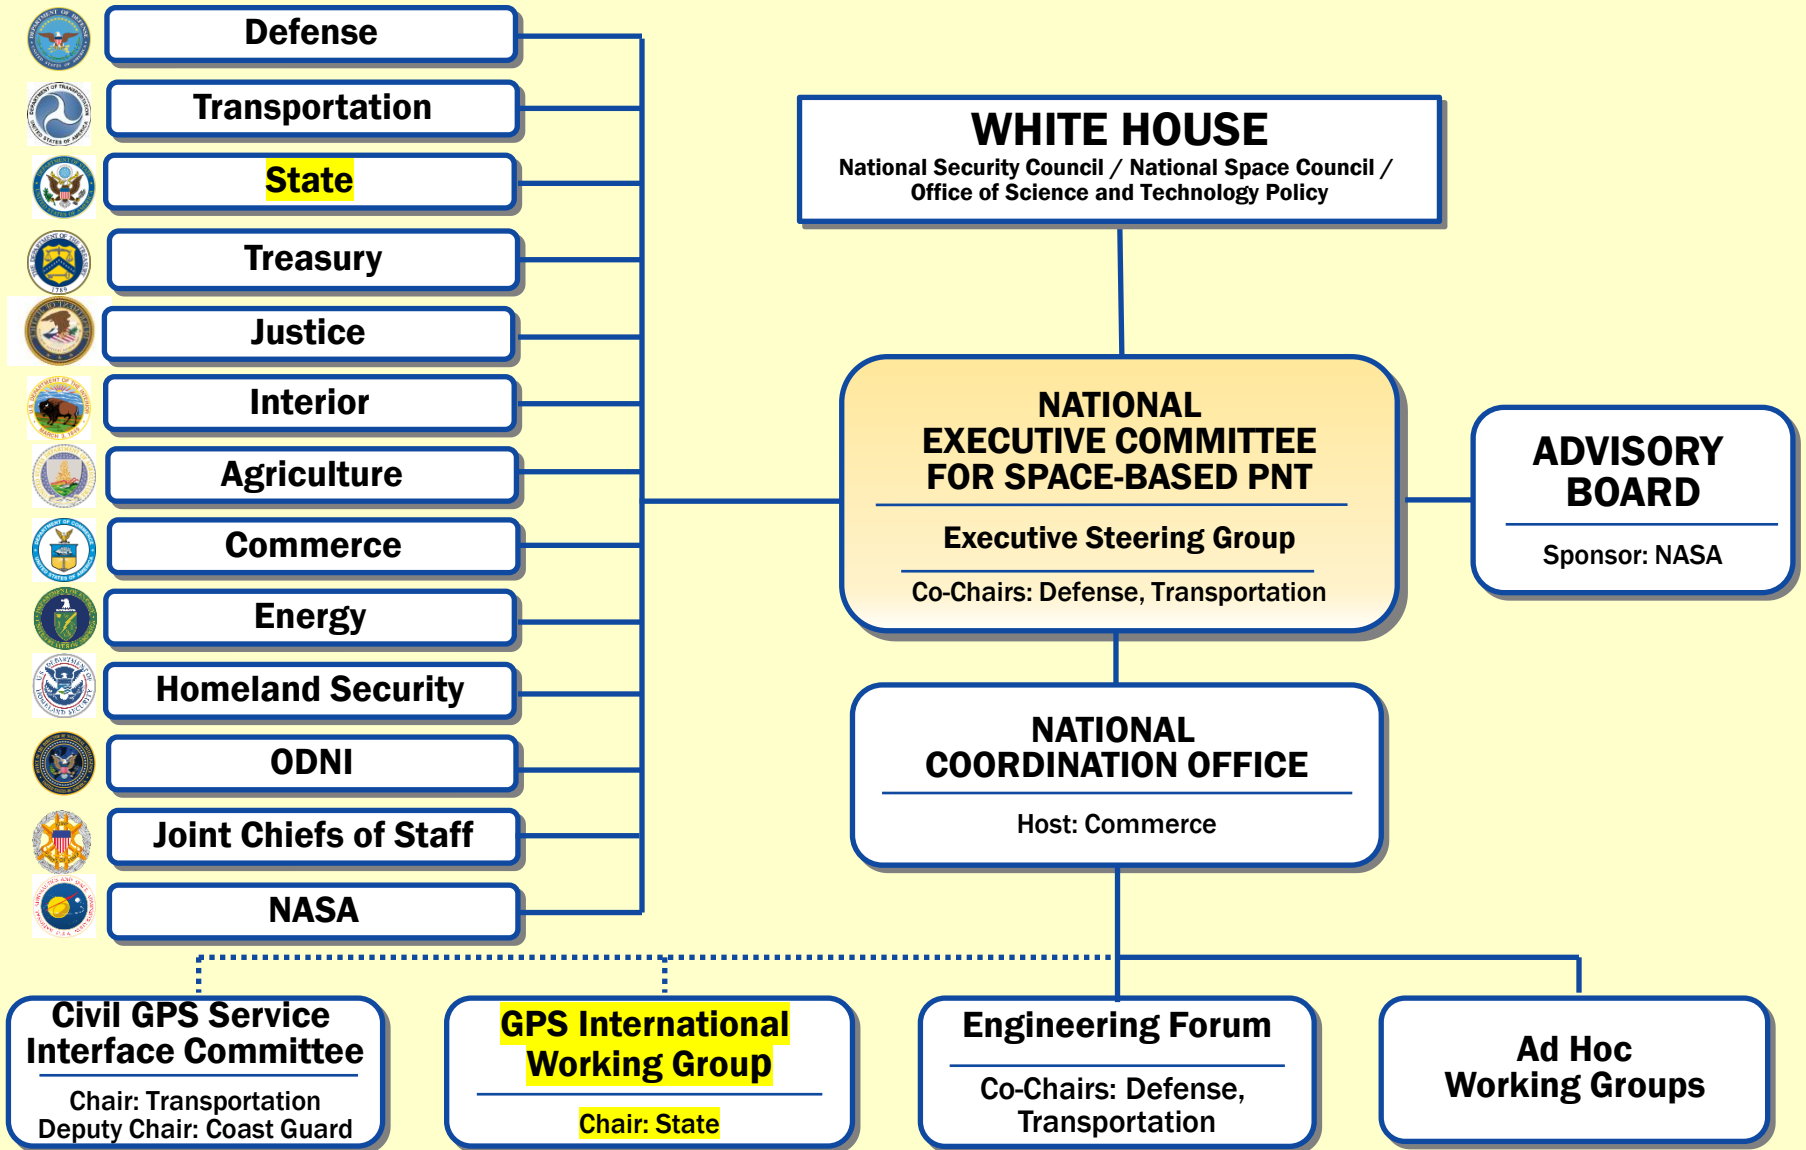 Defense
Transportation
State
Treasury
Justice
Interior
Agriculture
Commerce
Energy
Homeland Security
ODNI
Joint Chiefs of Staff
NASA
WHITE HOUSE
National Security Council / National Space Council /
Office of Science and Technology Policy
NATIONAL
EXECUTIVE COMMITTEE
FOR SPACE-BASED PNT
Executive Steering Group
Co-Chairs: Defense, Transportation
ADVISORY
BOARD
Sponsor: NASA
NATIONAL
COORDINATION OFFICE
Host: Commerce
Civil GPS Service
Interface Committee
Chair: Transportation
Deputy Chair: Coast Guard
GPS International
Working Group
Chair: State
Engineering Forum
Co-Chairs: Defense,
Transportation
Ad Hoc
Working Groups